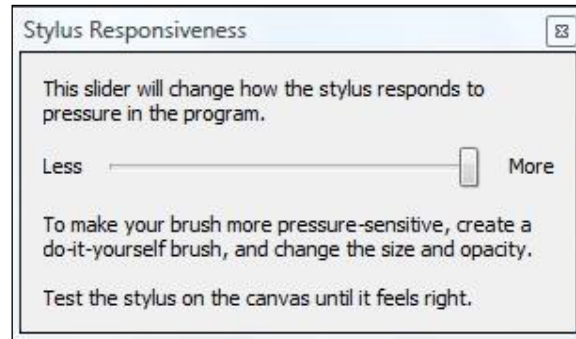 Stylus Responsiveness
This slider will change how the stylus responds to
pressure in the program.
Less More
To make your brush more pressure-sensitive, create a
do-it-yourself brush, and change the size and opacity.
Test the stylus on the canvas until it feels right.